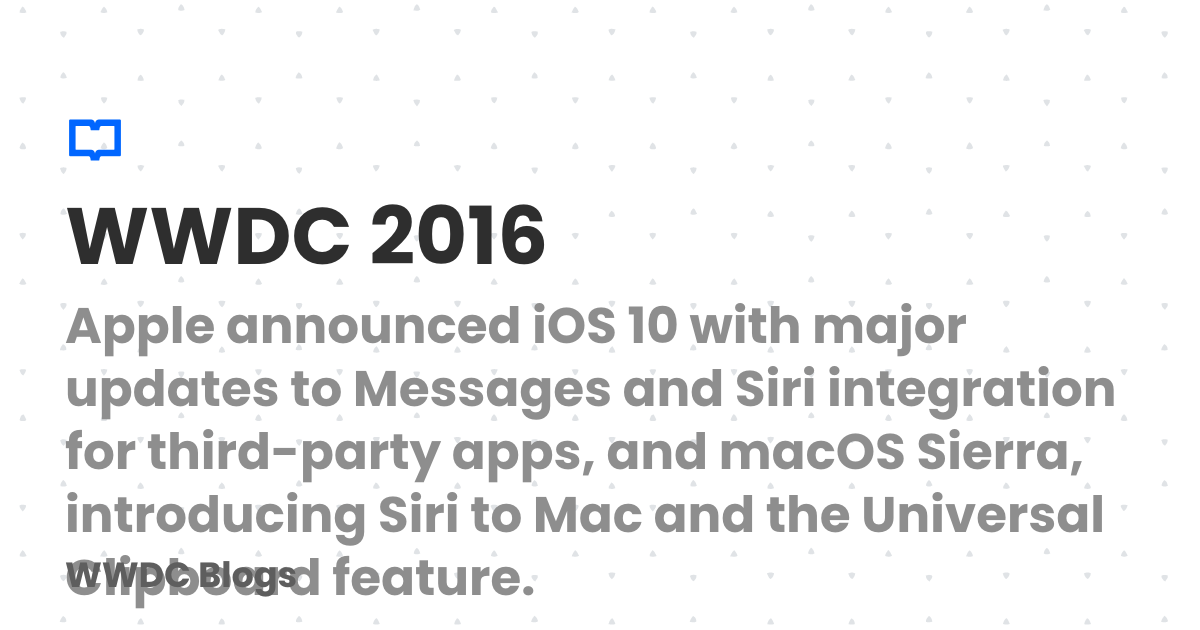 WWDC 2016
Apple announced iOS 10 with major
updates to Messages and Siri integration
for third-party apps, and macOS Sierra,
introducing Siri to Mac and the Universal
Clipboard feature.
WWDC Blogs